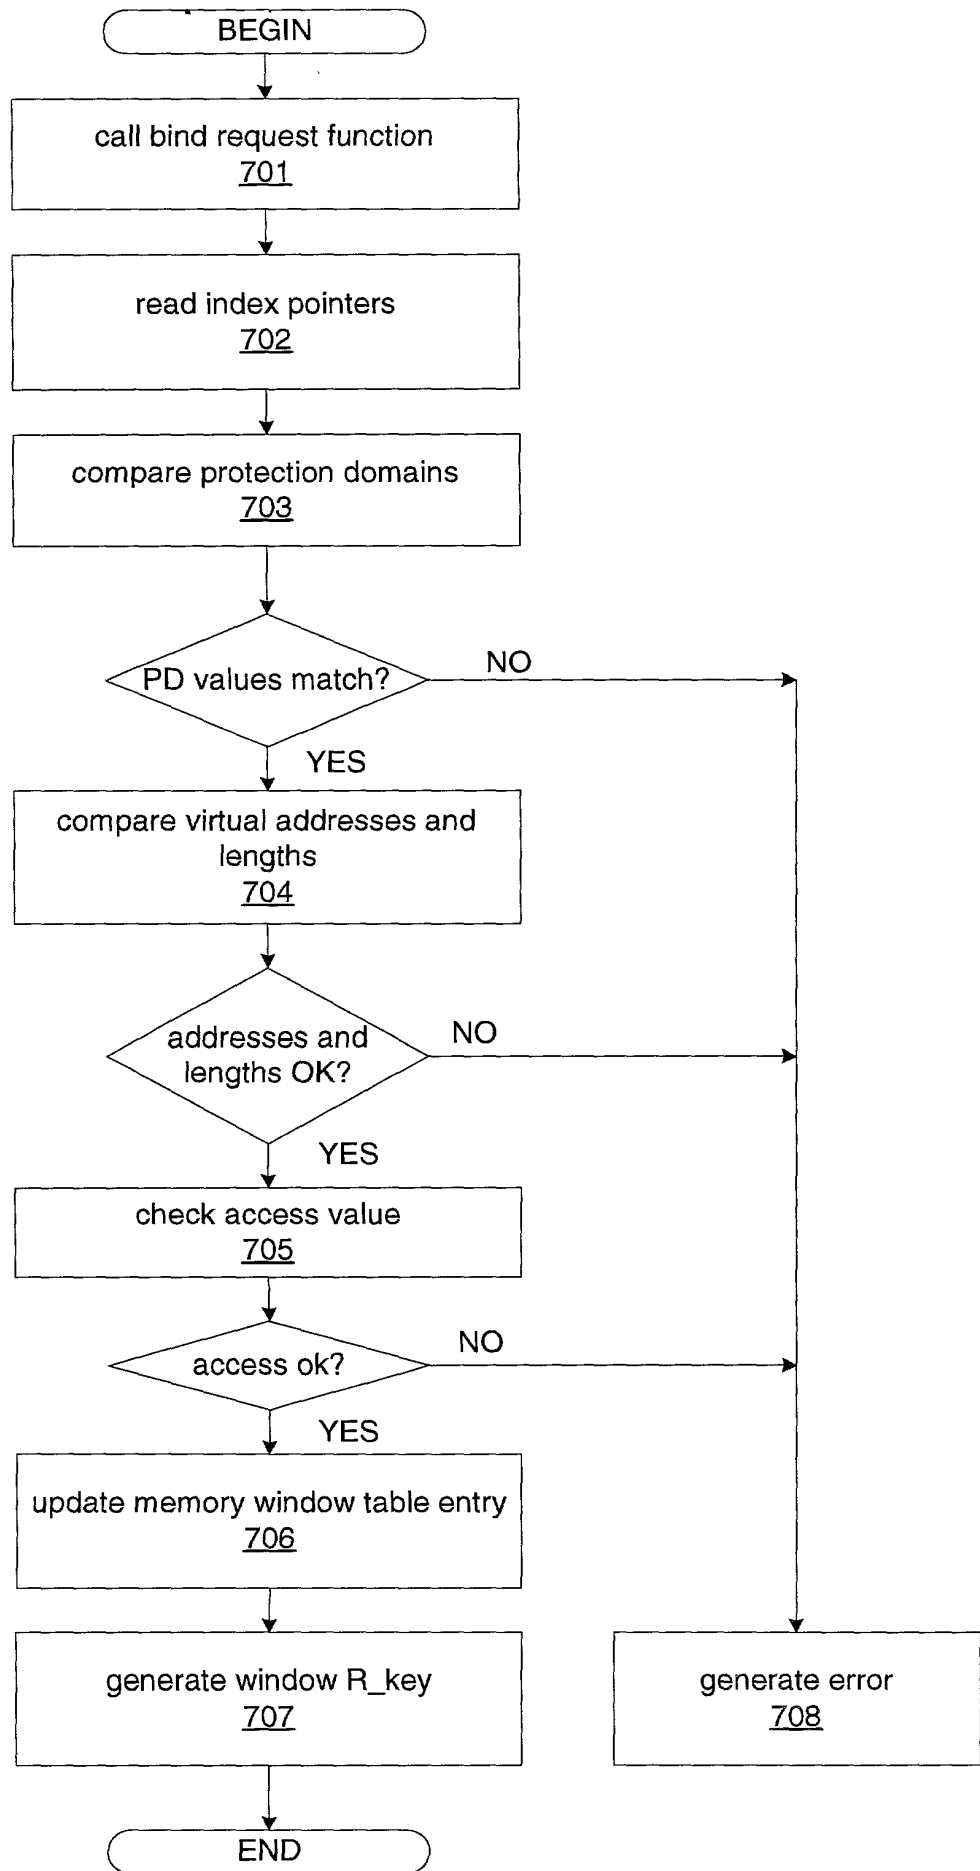 BEGIN
call bind request function
701
read index pointers
702
compare protection domains
703
PD values match?
NO
YES
compare virtual addresses and
lengths
704
addresses and
lengths OK?
NO
YES
check access value
705
access ok?
NO
YES
update memory window table entry
706
generate window R_key
707
generate error
708
END